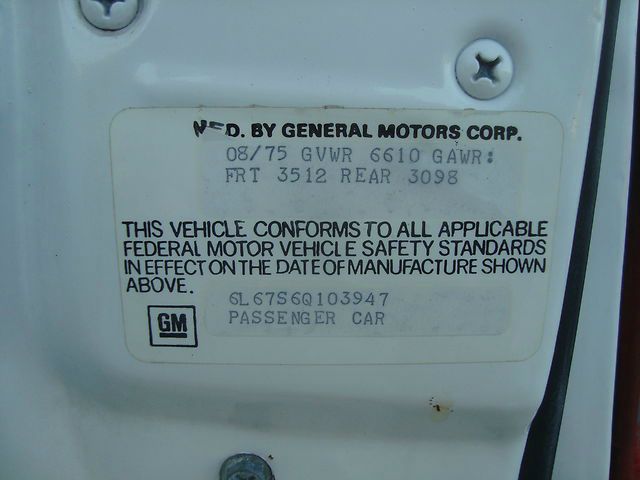 MFD. BY GENERAL MOTORS CORP.
08/75 GVWR 6610 GAWR:
FRT 3512 REAR 3098
THIS VEHICLE CONFORMS TO ALL APPLICABLE
FEDERAL MOTOR VEHICLE SAFETY STANDARDS
IN EFFECT ON THE DATE OF MANUFACTURE SHOWN
ABOVE.
6L67S6Q103947
PASSENGER CAR
GM